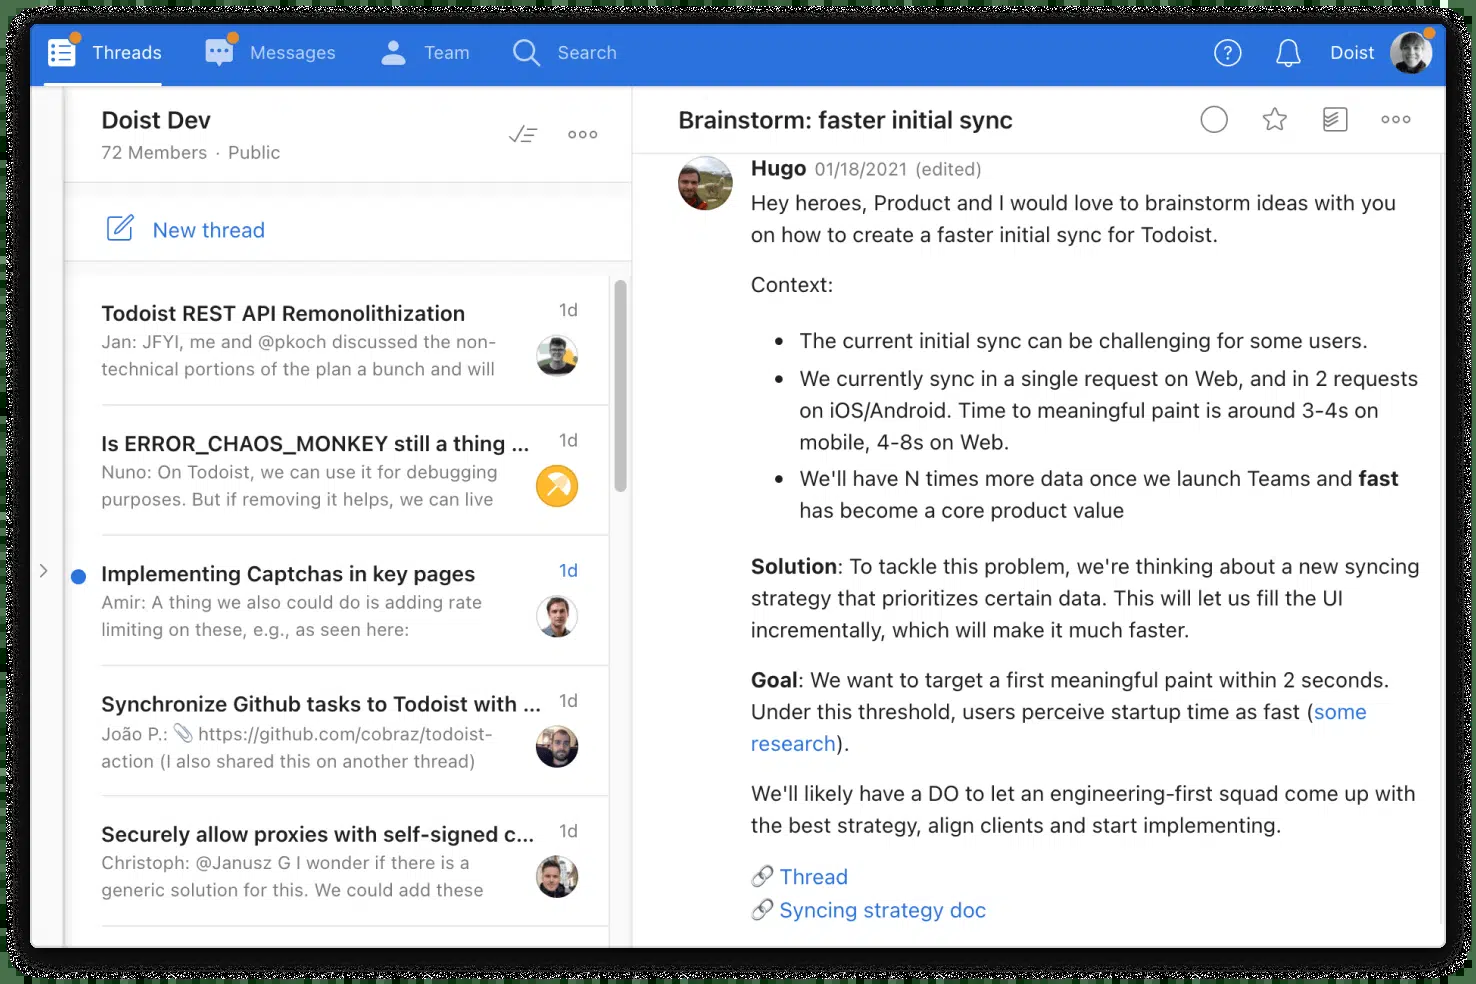 Threads
Messages
Team
Search
?
Doist
Doist Dev
72 Members · Public
New thread
Todoist REST API Remonolithization
1d
Jan: JFYI, me and @pkoch discussed the non-
technical portions of the plan a bunch and will
Is ERROR_CHAOS_MONKEY still a thing ...
1d
Nuno: On Todoist, we can use it for debugging
purposes. But if removing it helps, we can live
Implementing Captchas in key pages
1d
Amir: A thing we also could do is adding rate
limiting on these, e.g., as seen here:
Synchronize Github tasks to Todoist with ...
1d
João P.: 📎 https://github.com/cobraz/todoist-
action (I also shared this on another thread)
Securely allow proxies with self-signed c...
1d
Christoph: @Janusz G I wonder if there is a
generic solution for this. We could add these
Brainstorm: faster initial sync
Hugo 01/18/2021 (edited)
Hey heroes, Product and I would love to brainstorm ideas with you
on how to create a faster initial sync for Todoist.
Context:
• The current initial sync can be challenging for some users.
• We currently sync in a single request on Web, and in 2 requests
on iOS/Android. Time to meaningful paint is around 3-4s on
mobile, 4-8s on Web.
• We'll have N times more data once we launch Teams and fast
has become a core product value
Solution: To tackle this problem, we're thinking about a new syncing
strategy that prioritizes certain data. This will let us fill the UI
incrementally, which will make it much faster.
Goal: We want to target a first meaningful paint within 2 seconds.
Under this threshold, users perceive startup time as fast (some
research).
We'll likely have a DO to let an engineering-first squad come up with
the best strategy, align clients and start implementing.
🔗 Thread
🔗 Syncing strategy doc